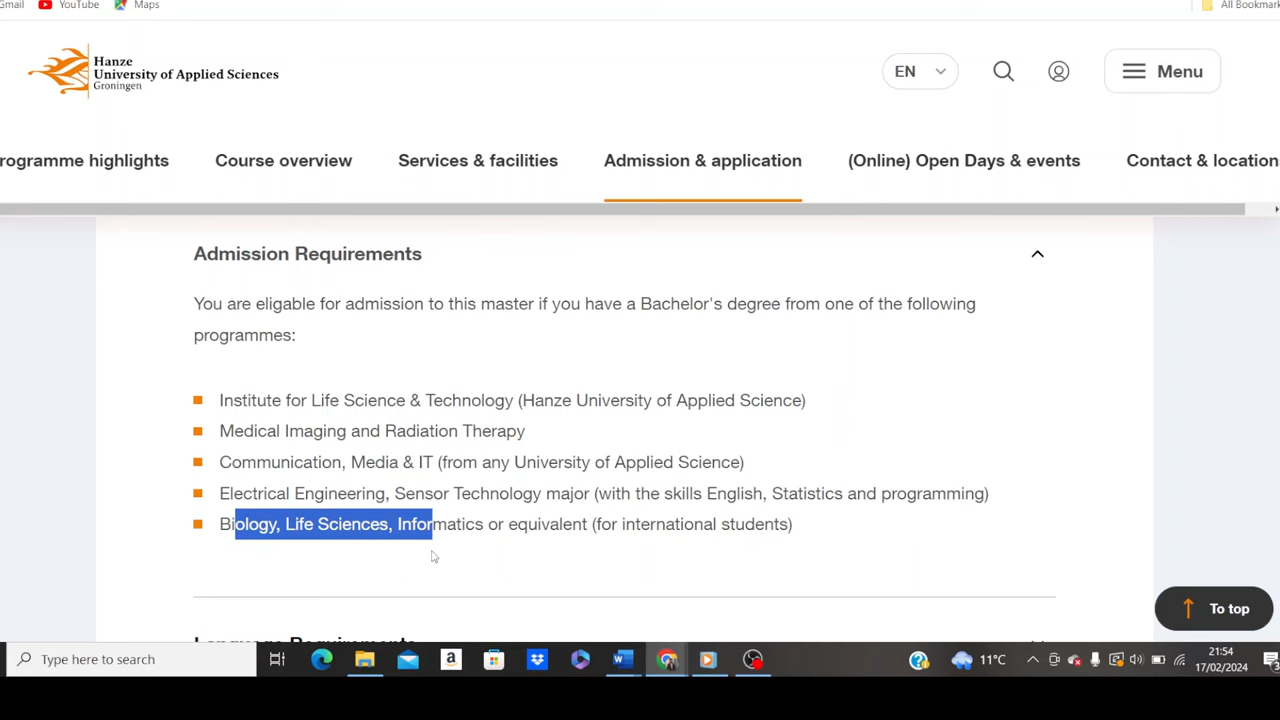 Gmail
YouTube
Maps
All Bookmark
Hanze
University of Applied Sciences
Groningen
EN
Menu
rogramme highlights
Course overview
Services & facilities
Admission & application
(Online) Open Days & events
Contact & location
Admission Requirements
You are eligable for admission to this master if you have a Bachelor's degree from one of the following
programmes:
Institute for Life Science & Technology (Hanze University of Applied Science)
Medical Imaging and Radiation Therapy
Communication, Media & IT (from any University of Applied Science)
Electrical Engineering, Sensor Technology major (with the skills English, Statistics and programming)
Biology, Life Sciences, Informatics or equivalent (for international students)
To top
Language Requirements
Type here to search
11°C
21:54
17/02/2024
3